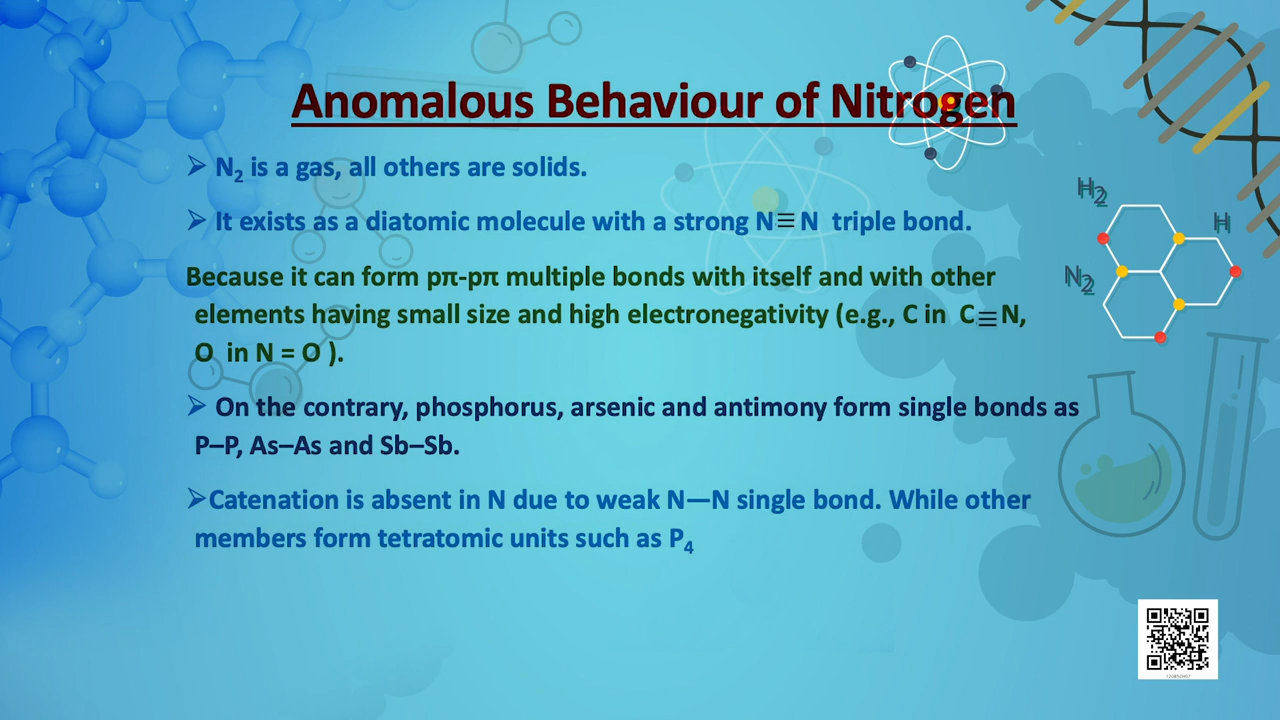 Anomalous Behaviour of Nitrogen
➢ N₂ is a gas, all others are solids.
➢ It exists as a diatomic molecule with a strong N≡N triple bond.
Because it can form pπ-pπ multiple bonds with itself and with other
elements having small size and high electronegativity (e.g., C in C≡N,
O in N = O ).
➢ On the contrary, phosphorus, arsenic and antimony form single bonds as
P–P, As–As and Sb–Sb.
➢Catenation is absent in N due to weak N—N single bond. While other
members form tetratomic units such as P₄
H₂
H
N₂